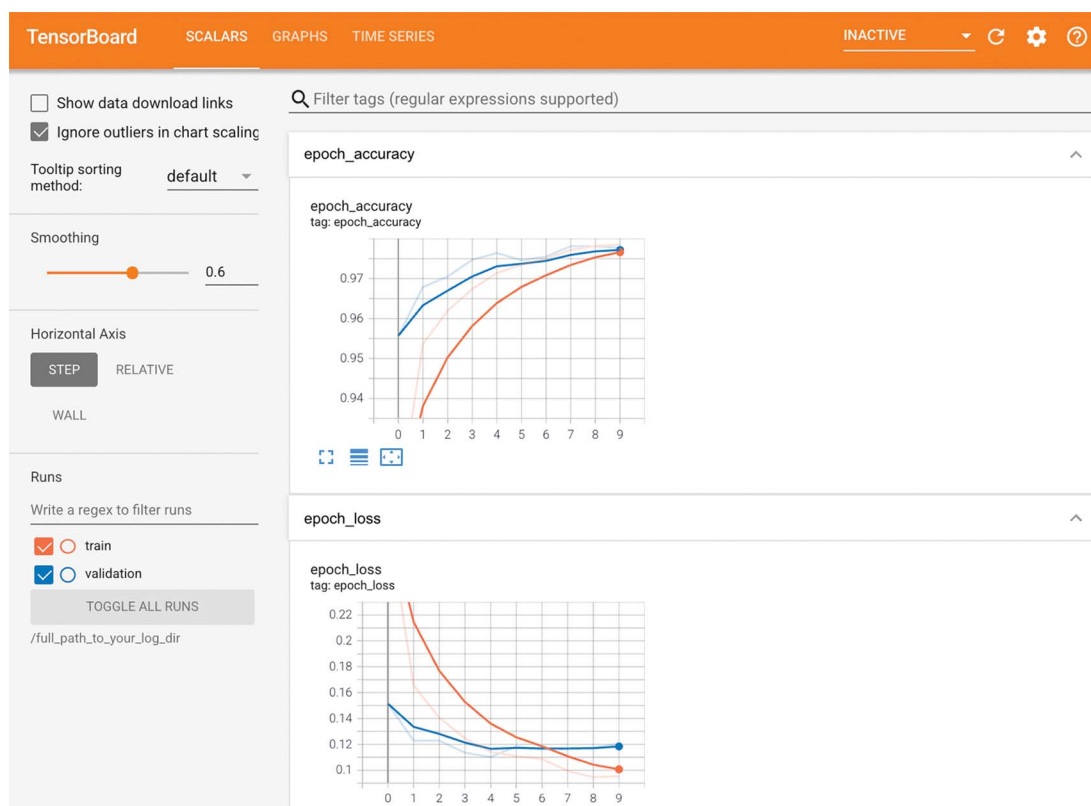 TensorBoard SCALARS GRAPHS TIME SERIES INACTIVE
Show data download links
Ignore outliers in chart scaling
Tooltip sorting
method: default
Smoothing
0.6
Horizontal Axis
STEP RELATIVE
WALL
Runs
Write a regex to filter runs
train
validation
TOGGLE ALL RUNS
/full_path_to_your_log_dir
Filter tags (regular expressions supported)
epoch_accuracy
epoch_accuracy
tag: epoch_accuracy
0.97
0.96
0.95
0.94
0 1 2 3 4 5 6 7 8 9
epoch_loss
epoch_loss
tag: epoch_loss
0.22
0.2
0.18
0.16
0.14
0.12
0.1
0 1 2 3 4 5 6 7 8 9